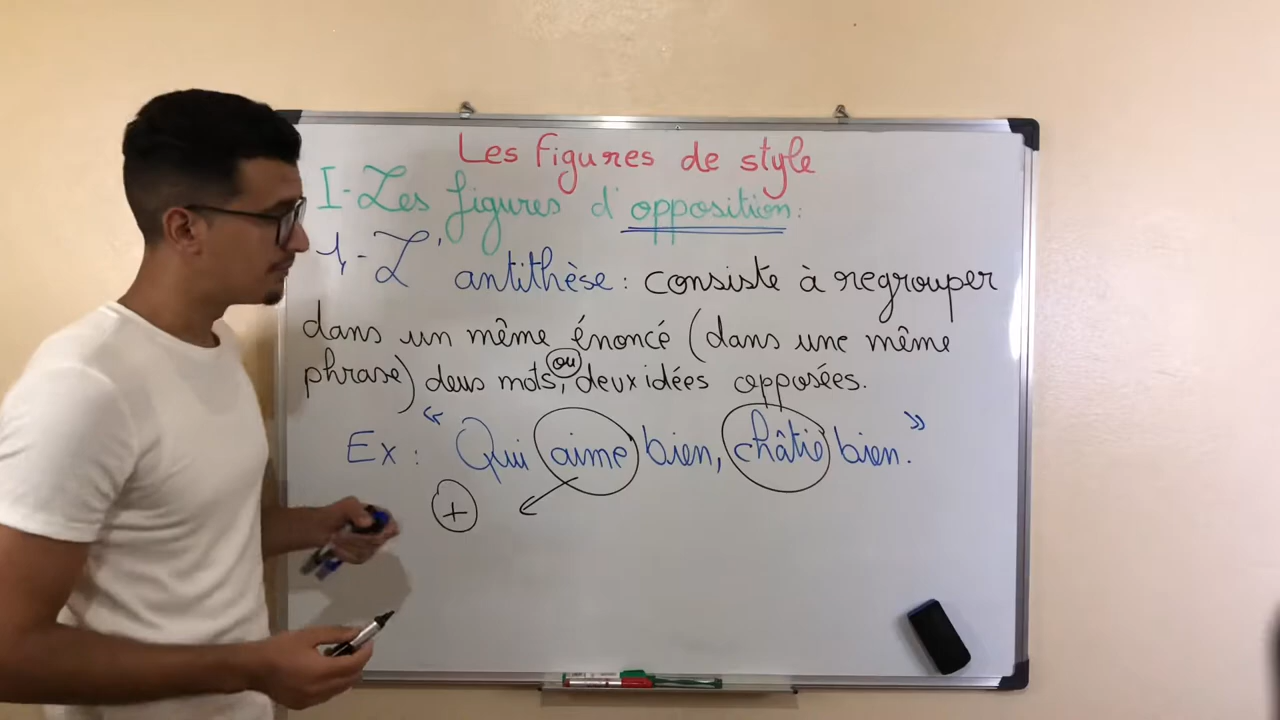 Les figures de style
I-Les figures d'opposition:
1,-L'antithèse: consiste à regrouper
dans un même énoncé (dans une même
phrase) deus mots, ou deux idées opposées.
Ex: "Qui aime bien, châtie bien."
+